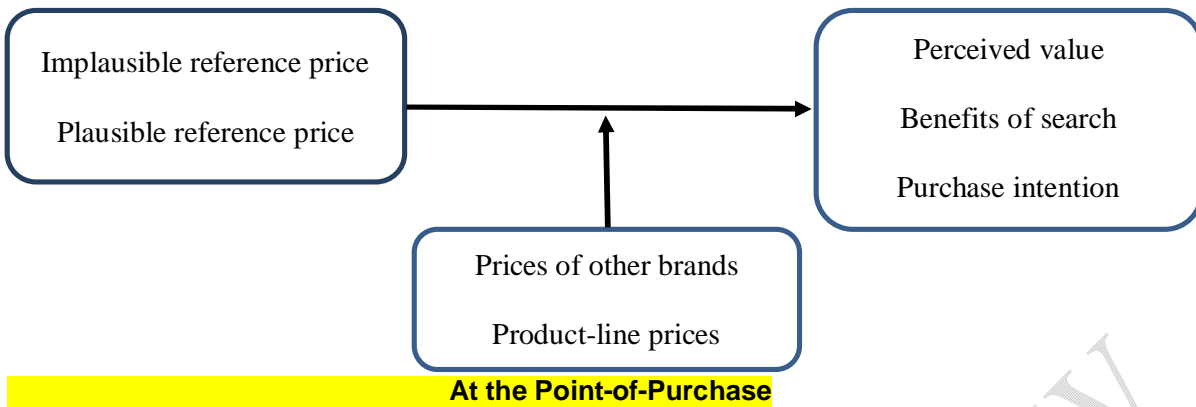 Implausible reference price
Plausible reference price
Perceived value
Benefits of search
Purchase intention
Prices of other brands
Product-line prices
At the Point-of-Purchase